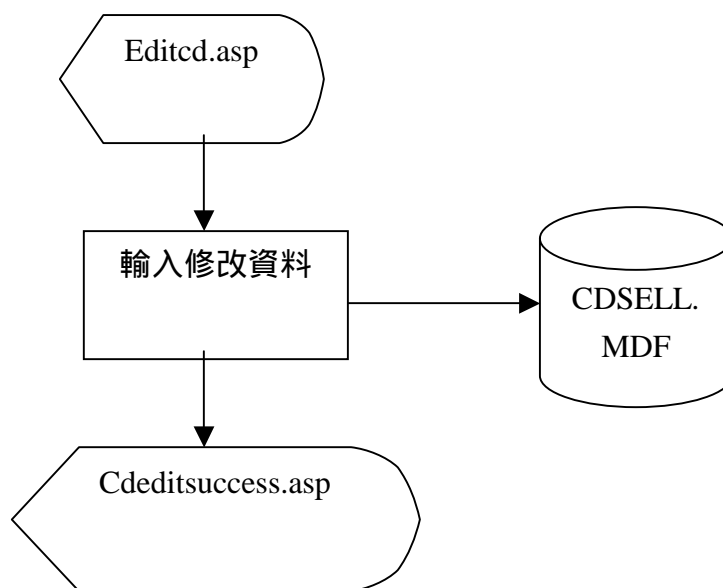 Editcd.asp
輸入修改資料
CDSELL.
MDF
Cdeditsuccess.asp